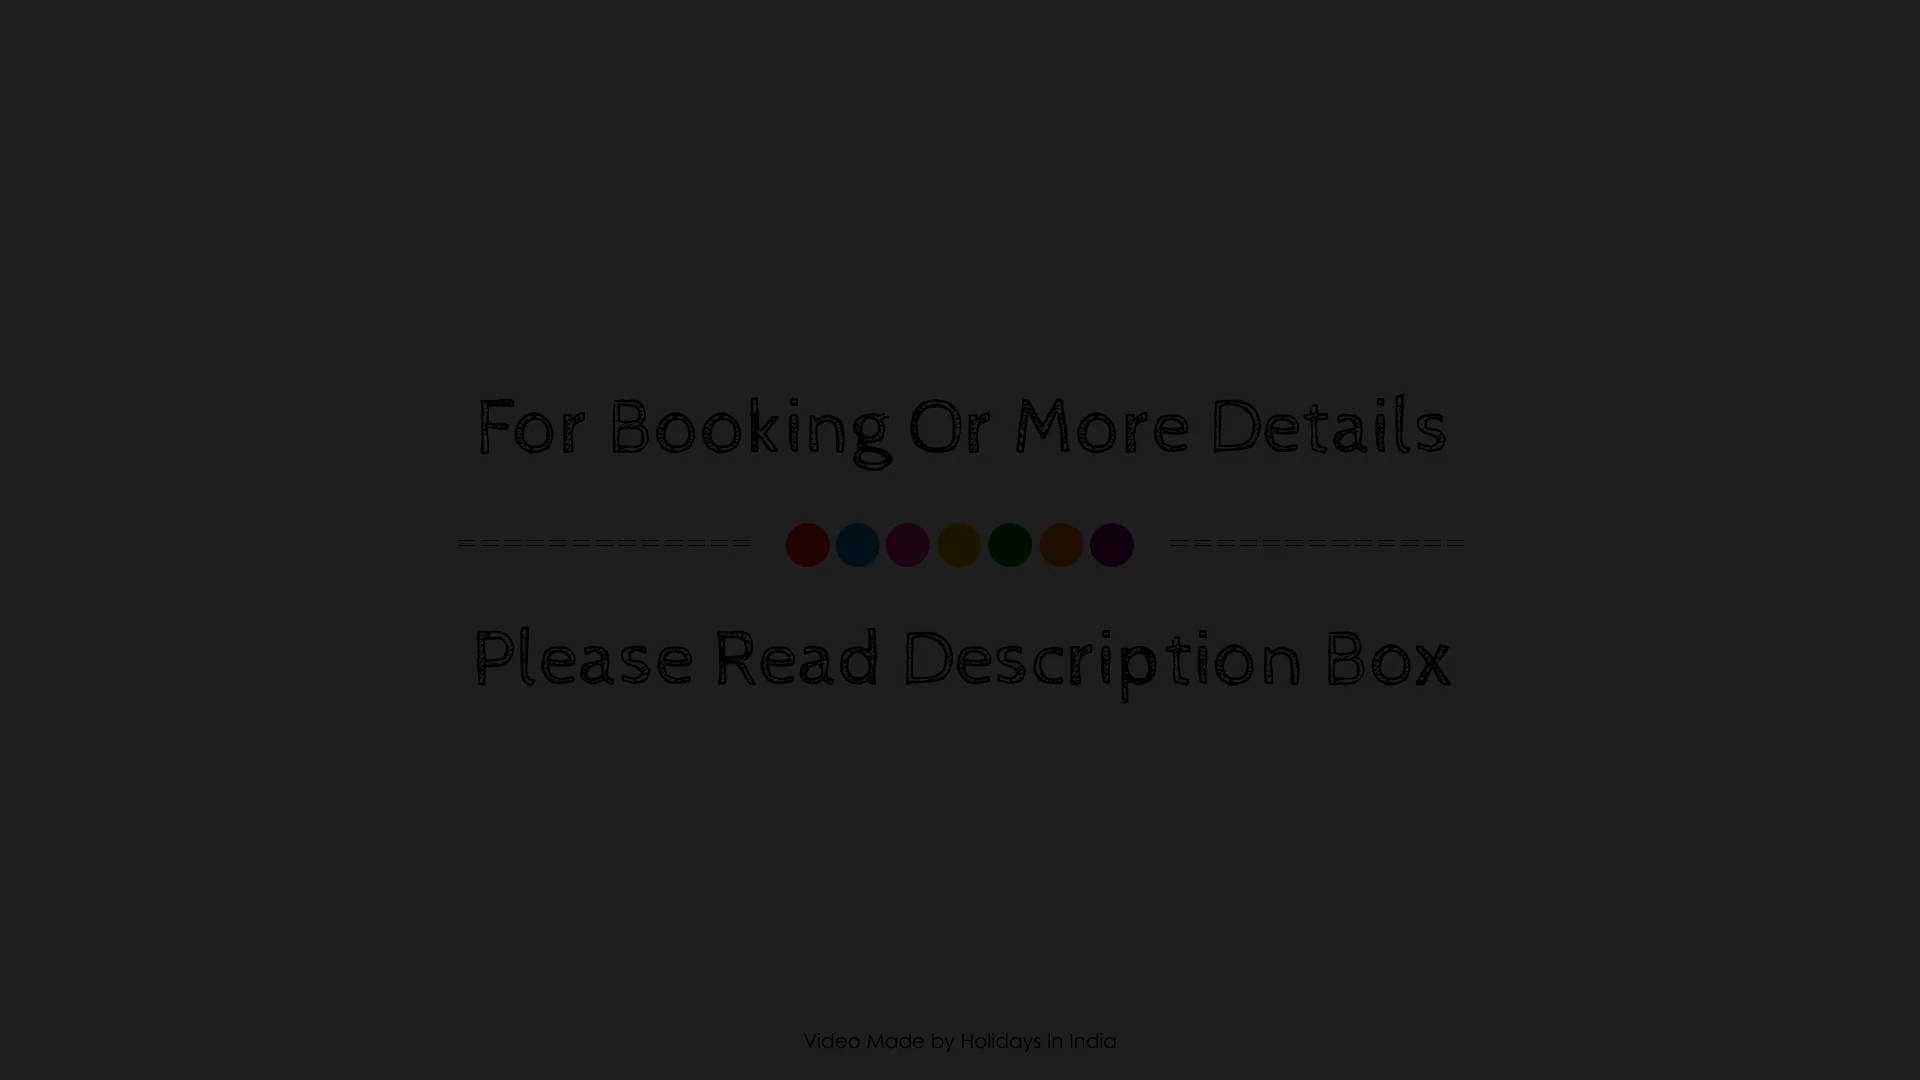 For Booking Or More Details
============= =============
Please Read Description Box
Video Made by Holidays In India